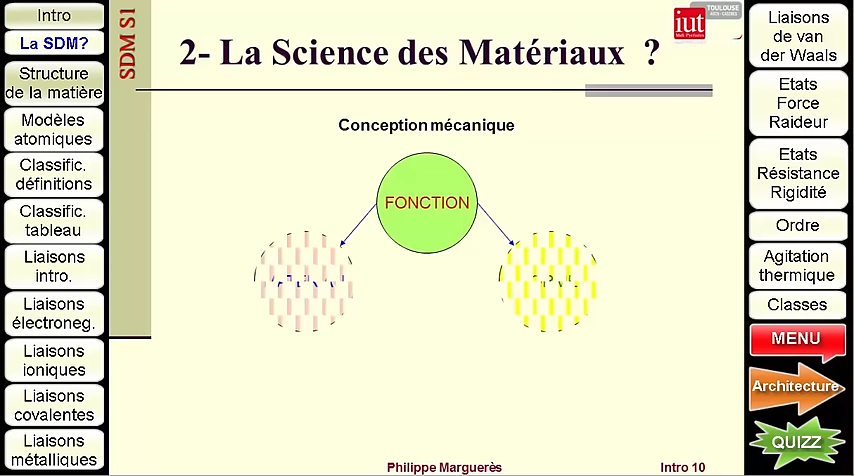 Intro
La SDM?
Structure
de la matière
Modèles
atomiques
Classific.
définitions
Classific.
tableau
Liaisons
intro.
Liaisons
électroneg.
Liaisons
ioniques
Liaisons
covalentes
Liaisons
métalliques
SDM S1
2- La Science des Matériaux ?
iut
TOULOUSE
Conception mécanique
FONCTION
Philippe Marguerès
Intro 10
Liaisons
de van
der Waals
Etats
Force
Raideur
Etats
Résistance
Rigidité
Ordre
Agitation
thermique
Classes
MENU
Architecture
QUIZZ